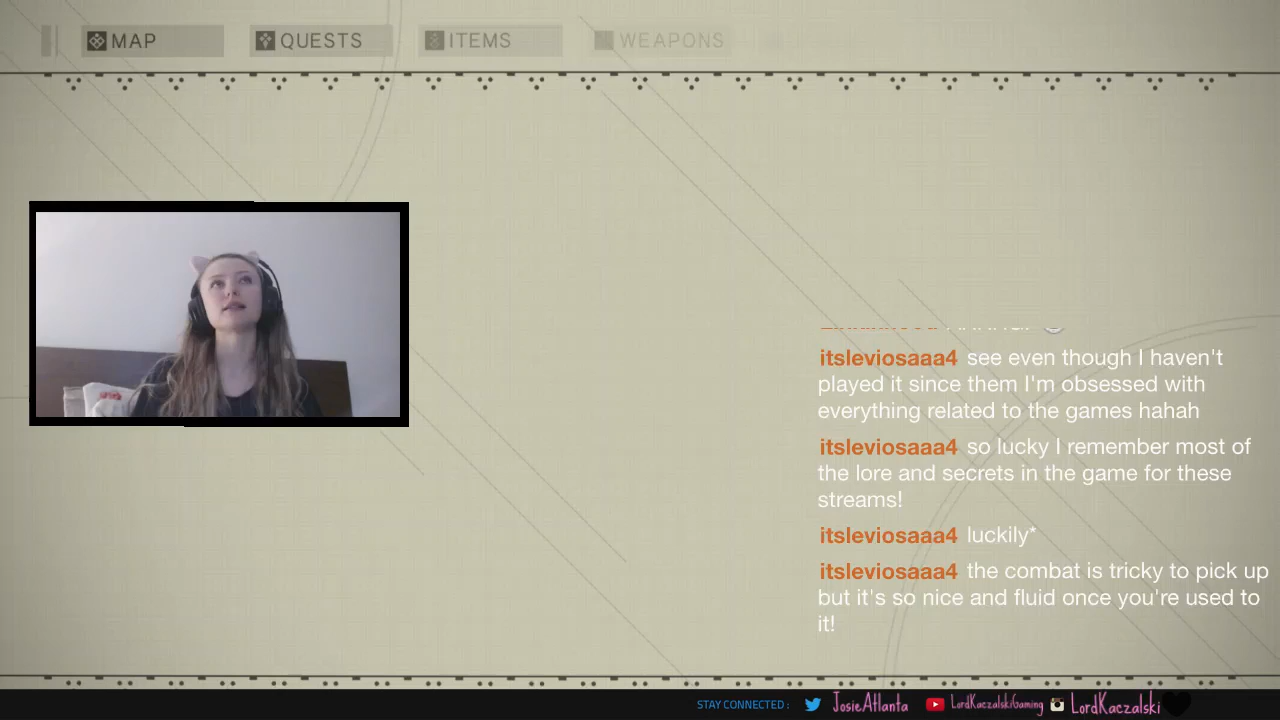 MAP QUESTS ITEMS WEAPONS
itsleviosaaa4 see even though I haven't
played it since them I'm obsessed with
everything related to the games hahah
itsleviosaaa4 so lucky I remember most of
the lore and secrets in the game for these
streams!
itsleviosaaa4 luckily*
itsleviosaaa4 the combat is tricky to pick up
but it's so nice and fluid once you're used to
it!
STAY CONNECTED : JosieAtlanta LordKaczalskiGaming LordKaczalski